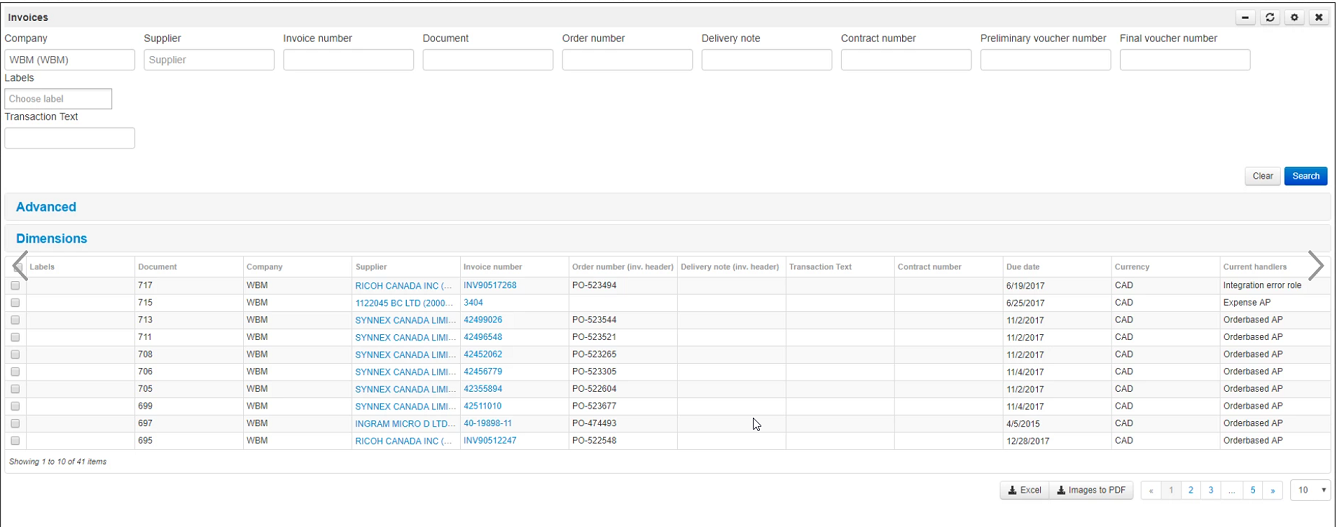 Invoices
Company Supplier Invoice number Document Order number Delivery note Contract number Preliminary voucher number Final voucher number
WBM (WBM) Supplier
Labels
Choose label
Transaction Text
Clear Search
Advanced
Dimensions
Labels Document Company Supplier Invoice number Order number (inv. header) Delivery note (inv. header) Transaction Text Contract number Due date Currency Current handlers
717 WBM RICOH CANADA INC (... INV90517268 PO-523494 6/19/2017 CAD Integration error role
715 WBM 1122045 BC LTD (2000... 3404 6/25/2017 CAD Expense AP
713 WBM SYNNEX CANADA LIMI... 42499026 PO-523544 11/2/2017 CAD Orderbased AP
711 WBM SYNNEX CANADA LIMI... 42496548 PO-523521 11/2/2017 CAD Orderbased AP
708 WBM SYNNEX CANADA LIMI... 42452062 PO-523265 11/2/2017 CAD Orderbased AP
706 WBM SYNNEX CANADA LIMI... 42456779 PO-523305 11/4/2017 CAD Orderbased AP
705 WBM SYNNEX CANADA LIMI... 42355894 PO-522604 11/2/2017 CAD Orderbased AP
699 WBM SYNNEX CANADA LIMI... 42511010 PO-523677 11/4/2017 CAD Orderbased AP
697 WBM INGRAM MICRO D LTD... 40-19898-11 PO-474493 4/5/2015 CAD Orderbased AP
695 WBM RICOH CANADA INC (... INV90512247 PO-522548 12/28/2017 CAD Orderbased AP
Showing 1 to 10 of 41 items
Excel Images to PDF « 1 2 3 ... 5 » 10